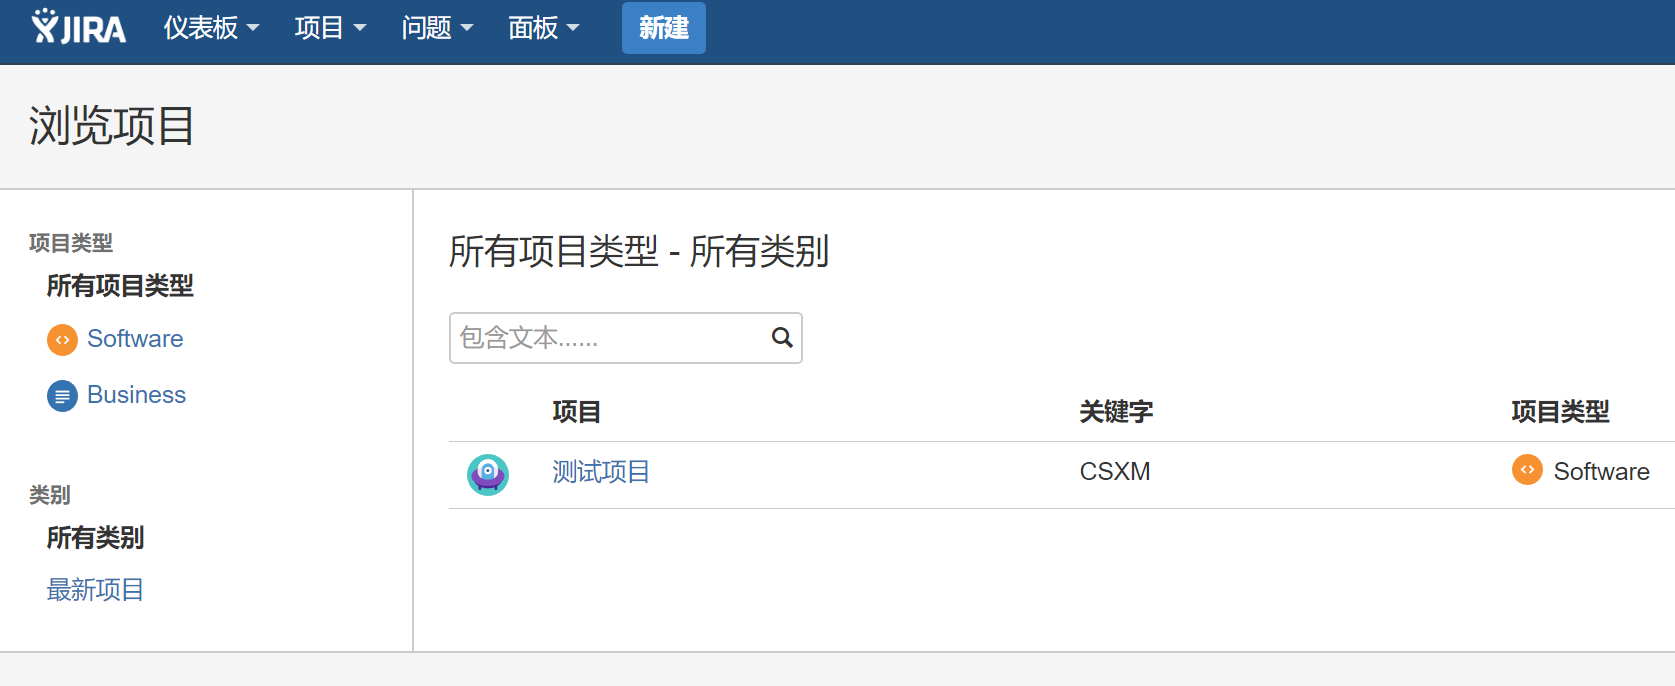 JIRA 仪表板 项目 问题 面板 新建
浏览项目
项目类型
所有项目类型
Software
Business
类别
所有类别
最新项目
所有项目类型 - 所有类别
包含文本......
项目 关键字 项目类型
测试项目 CSXM Software